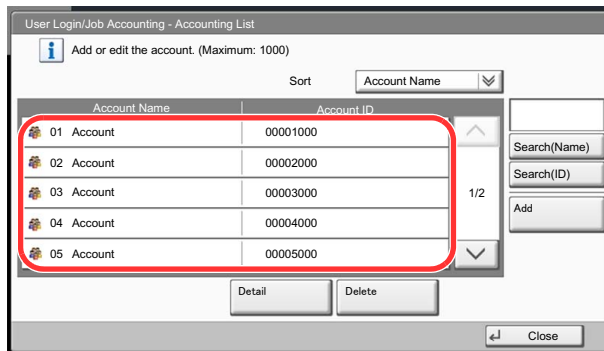 User Login/Job Accounting - Accounting List
Add or edit the account. (Maximum: 1000)
Sort Account Name
Account Name Account ID
01 Account 00001000
02 Account 00002000
03 Account 00003000
04 Account 00004000
05 Account 00005000
1/2
Search(Name)
Search(ID)
Add
Detail Delete
Close